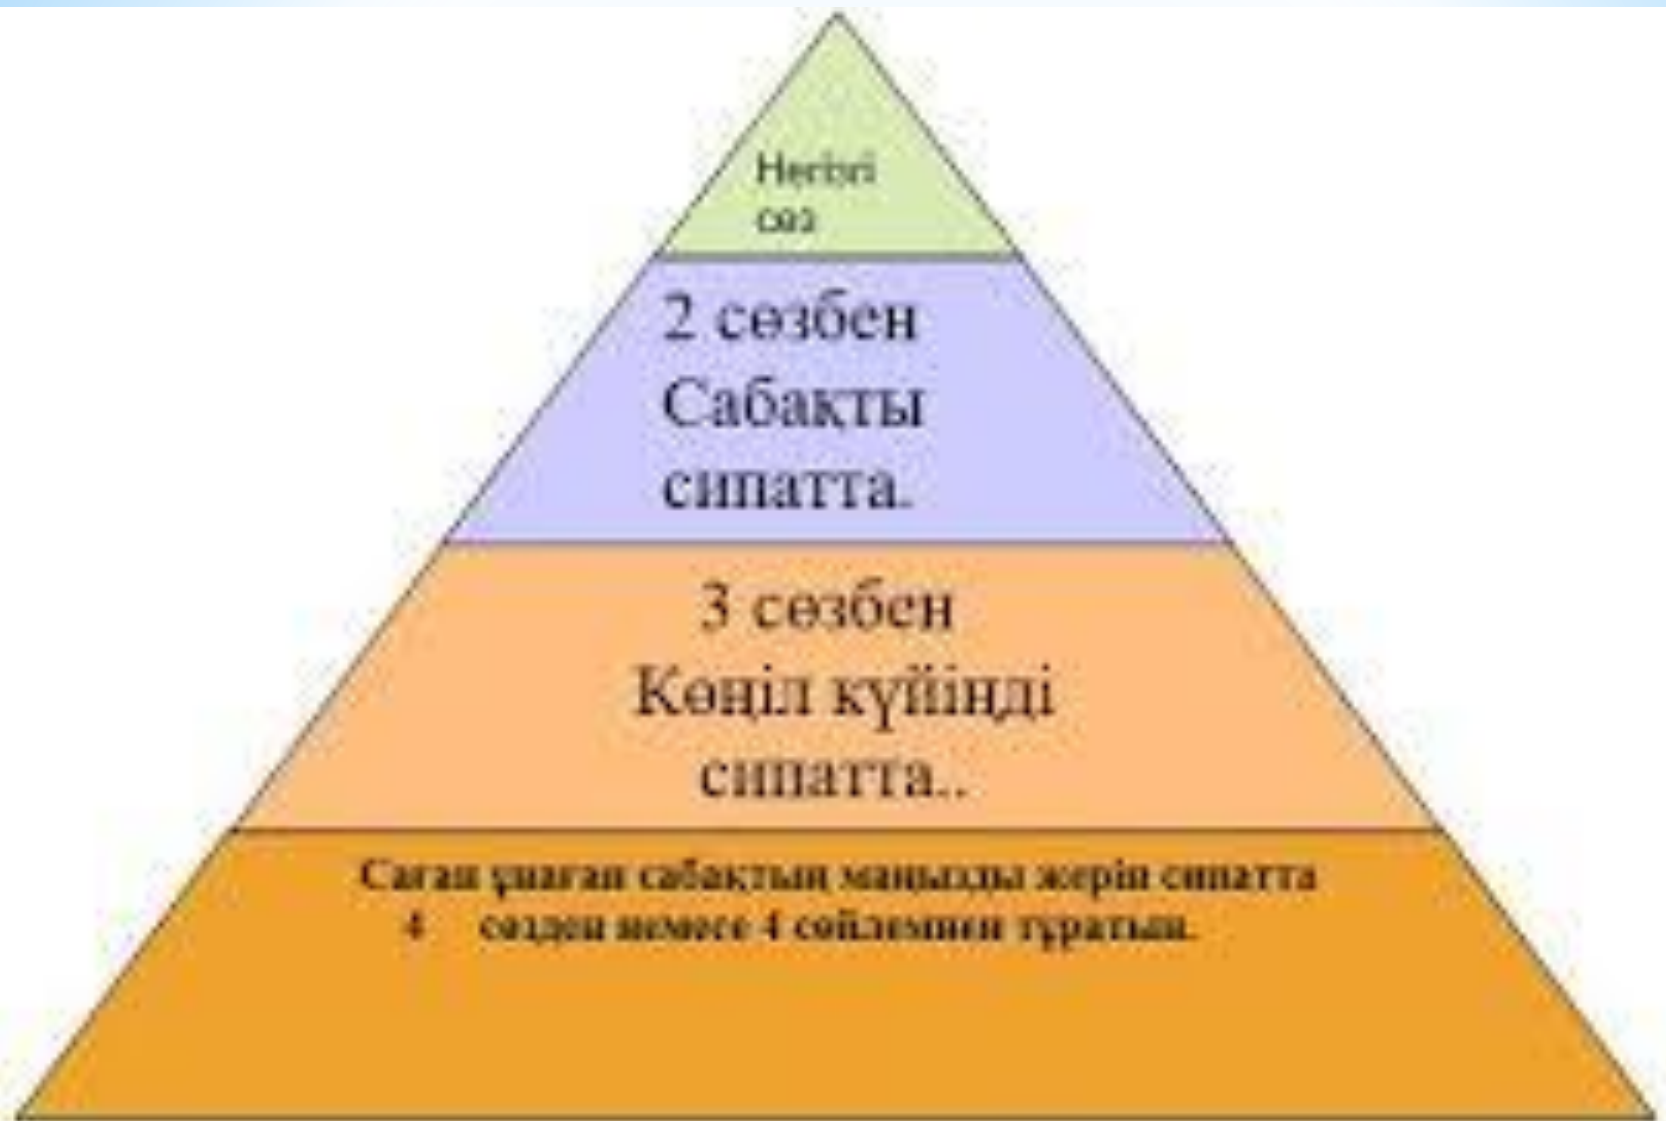 Негізгі
сөз
2 сөзбен
Сабақты
сипатта.
3 сөзбен
Көңіл күйіңді
сипатта..
Саған ұнаған сабақтың маңызды жерін сипатта
4 сөзден немесе 4 сөйлемнен тұратын.